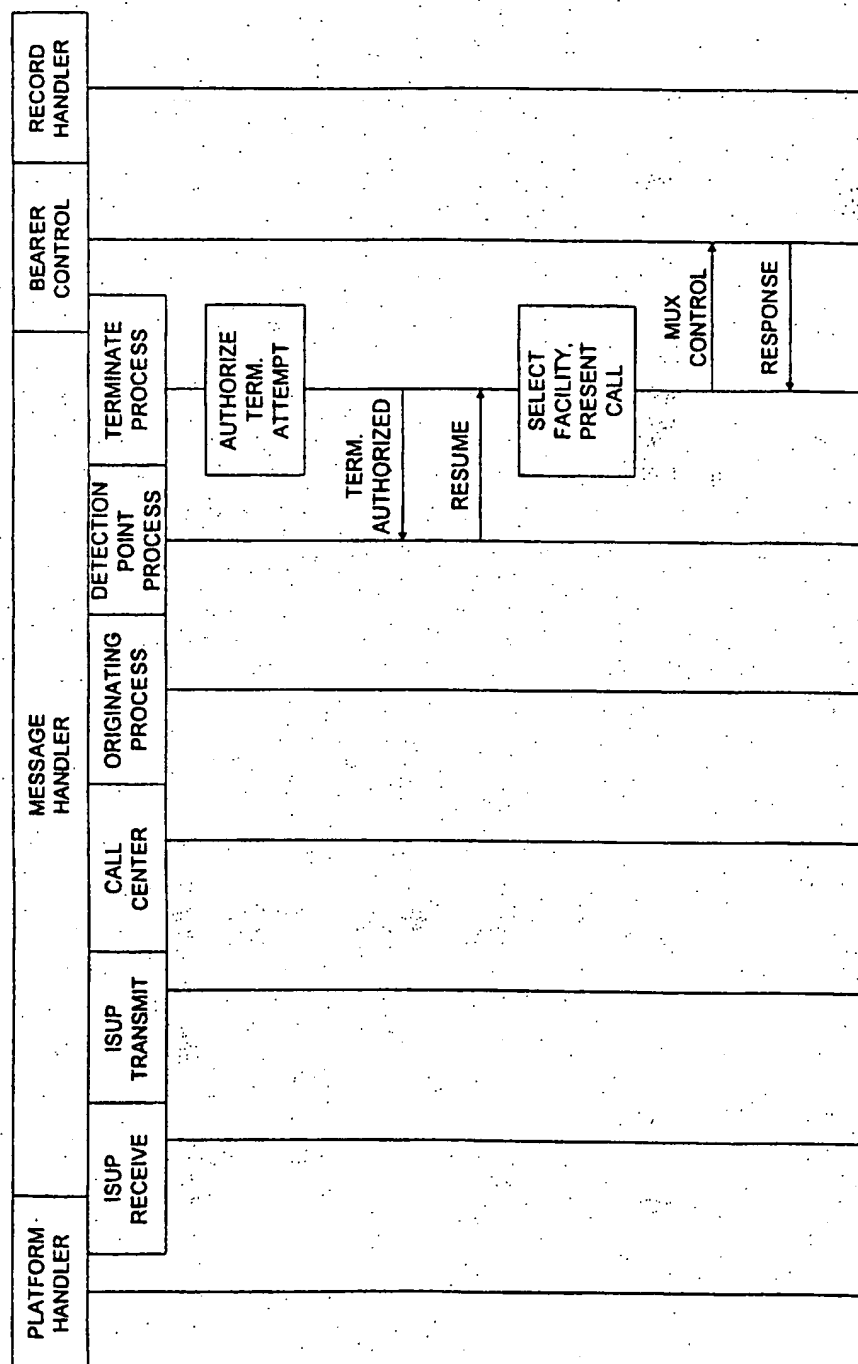 PLATFORM
HANDLER
MESSAGE
HANDLER
BEARER
CONTROL
RECORD
HANDLER
ISUP
RECEIVE
ISUP
TRANSMIT
CALL
CENTER
ORIGINATING
PROCESS
DETECTION
POINT
PROCESS
TERMINATE
PROCESS
AUTHORIZE
TERM.
ATTEMPT
TERM.
AUTHORIZED
RESUME
SELECT
FACILITY,
PRESENT
CALL
MUX
CONTROL
RESPONSE